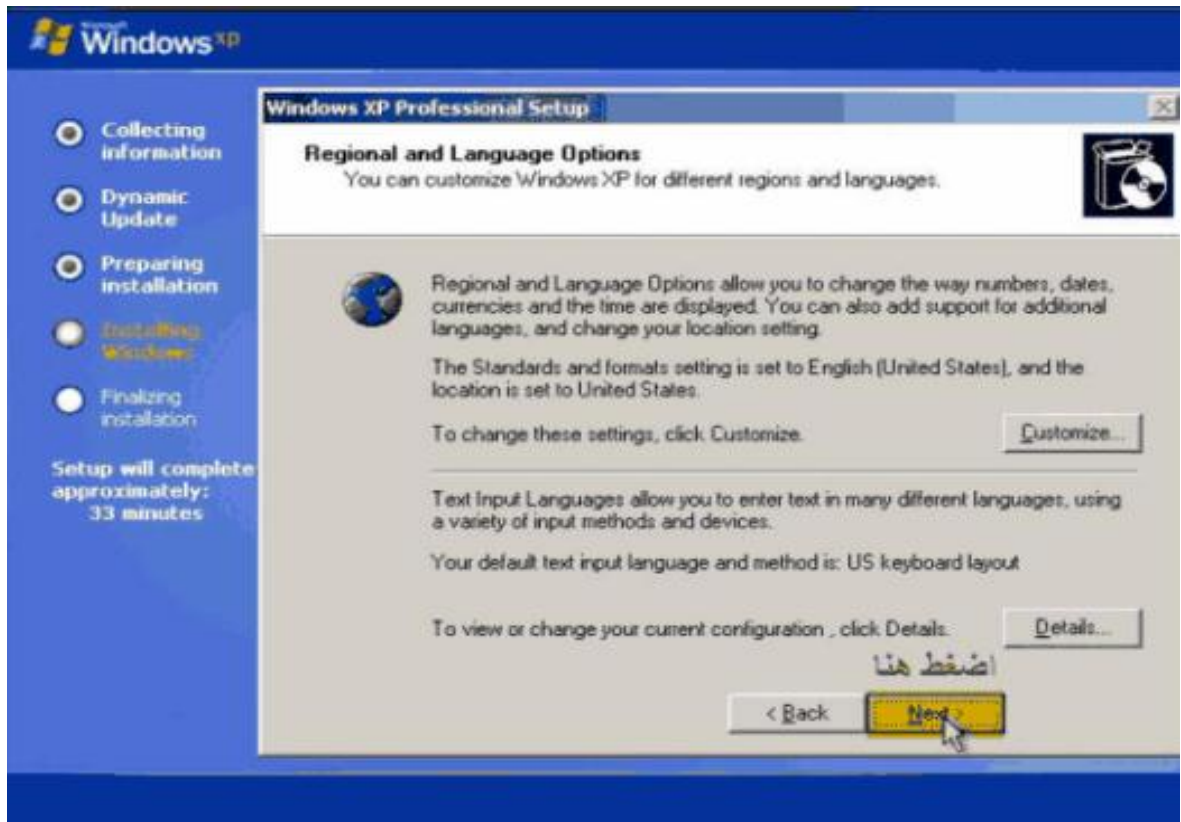 Microsoft
Windows xp
Collecting
information
Dynamic
Update
Preparing
installation
Installing
Windows
Finalizing
installation
Setup will complete
approximately:
33 minutes
Windows XP Professional Setup
Regional and Language Options
You can customize Windows XP for different regions and languages.
Regional and Language Options allow you to change the way numbers, dates,
currencies and the time are displayed. You can also add support for additional
languages, and change your location setting.
The Standards and formats setting is set to English (United States), and the
location is set to United States.
To change these settings, click Customize.
Customize...
Text Input Languages allow you to enter text in many different languages, using
a variety of input methods and devices.
Your default text input language and method is: US keyboard layout
To view or change your current configuration , click Details.
Details...
اضغط هنا
< Back
Next >